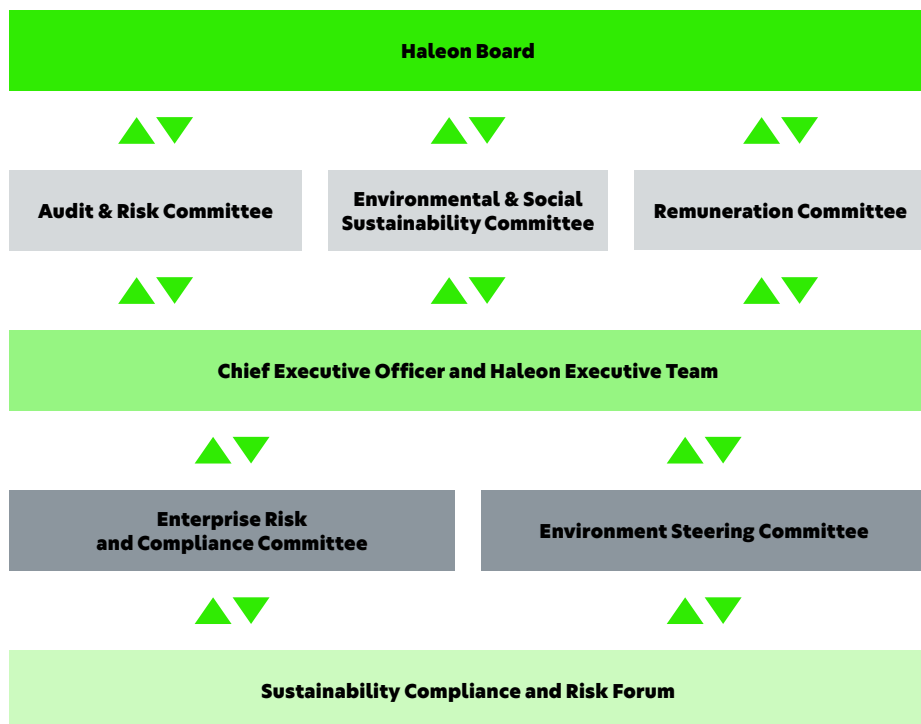 Haleon Board
Audit & Risk Committee
Environmental & Social
Sustainability Committee
Remuneration Committee
Chief Executive Officer and Haleon Executive Team
Enterprise Risk
and Compliance Committee
Environment Steering Committee
Sustainability Compliance and Risk Forum